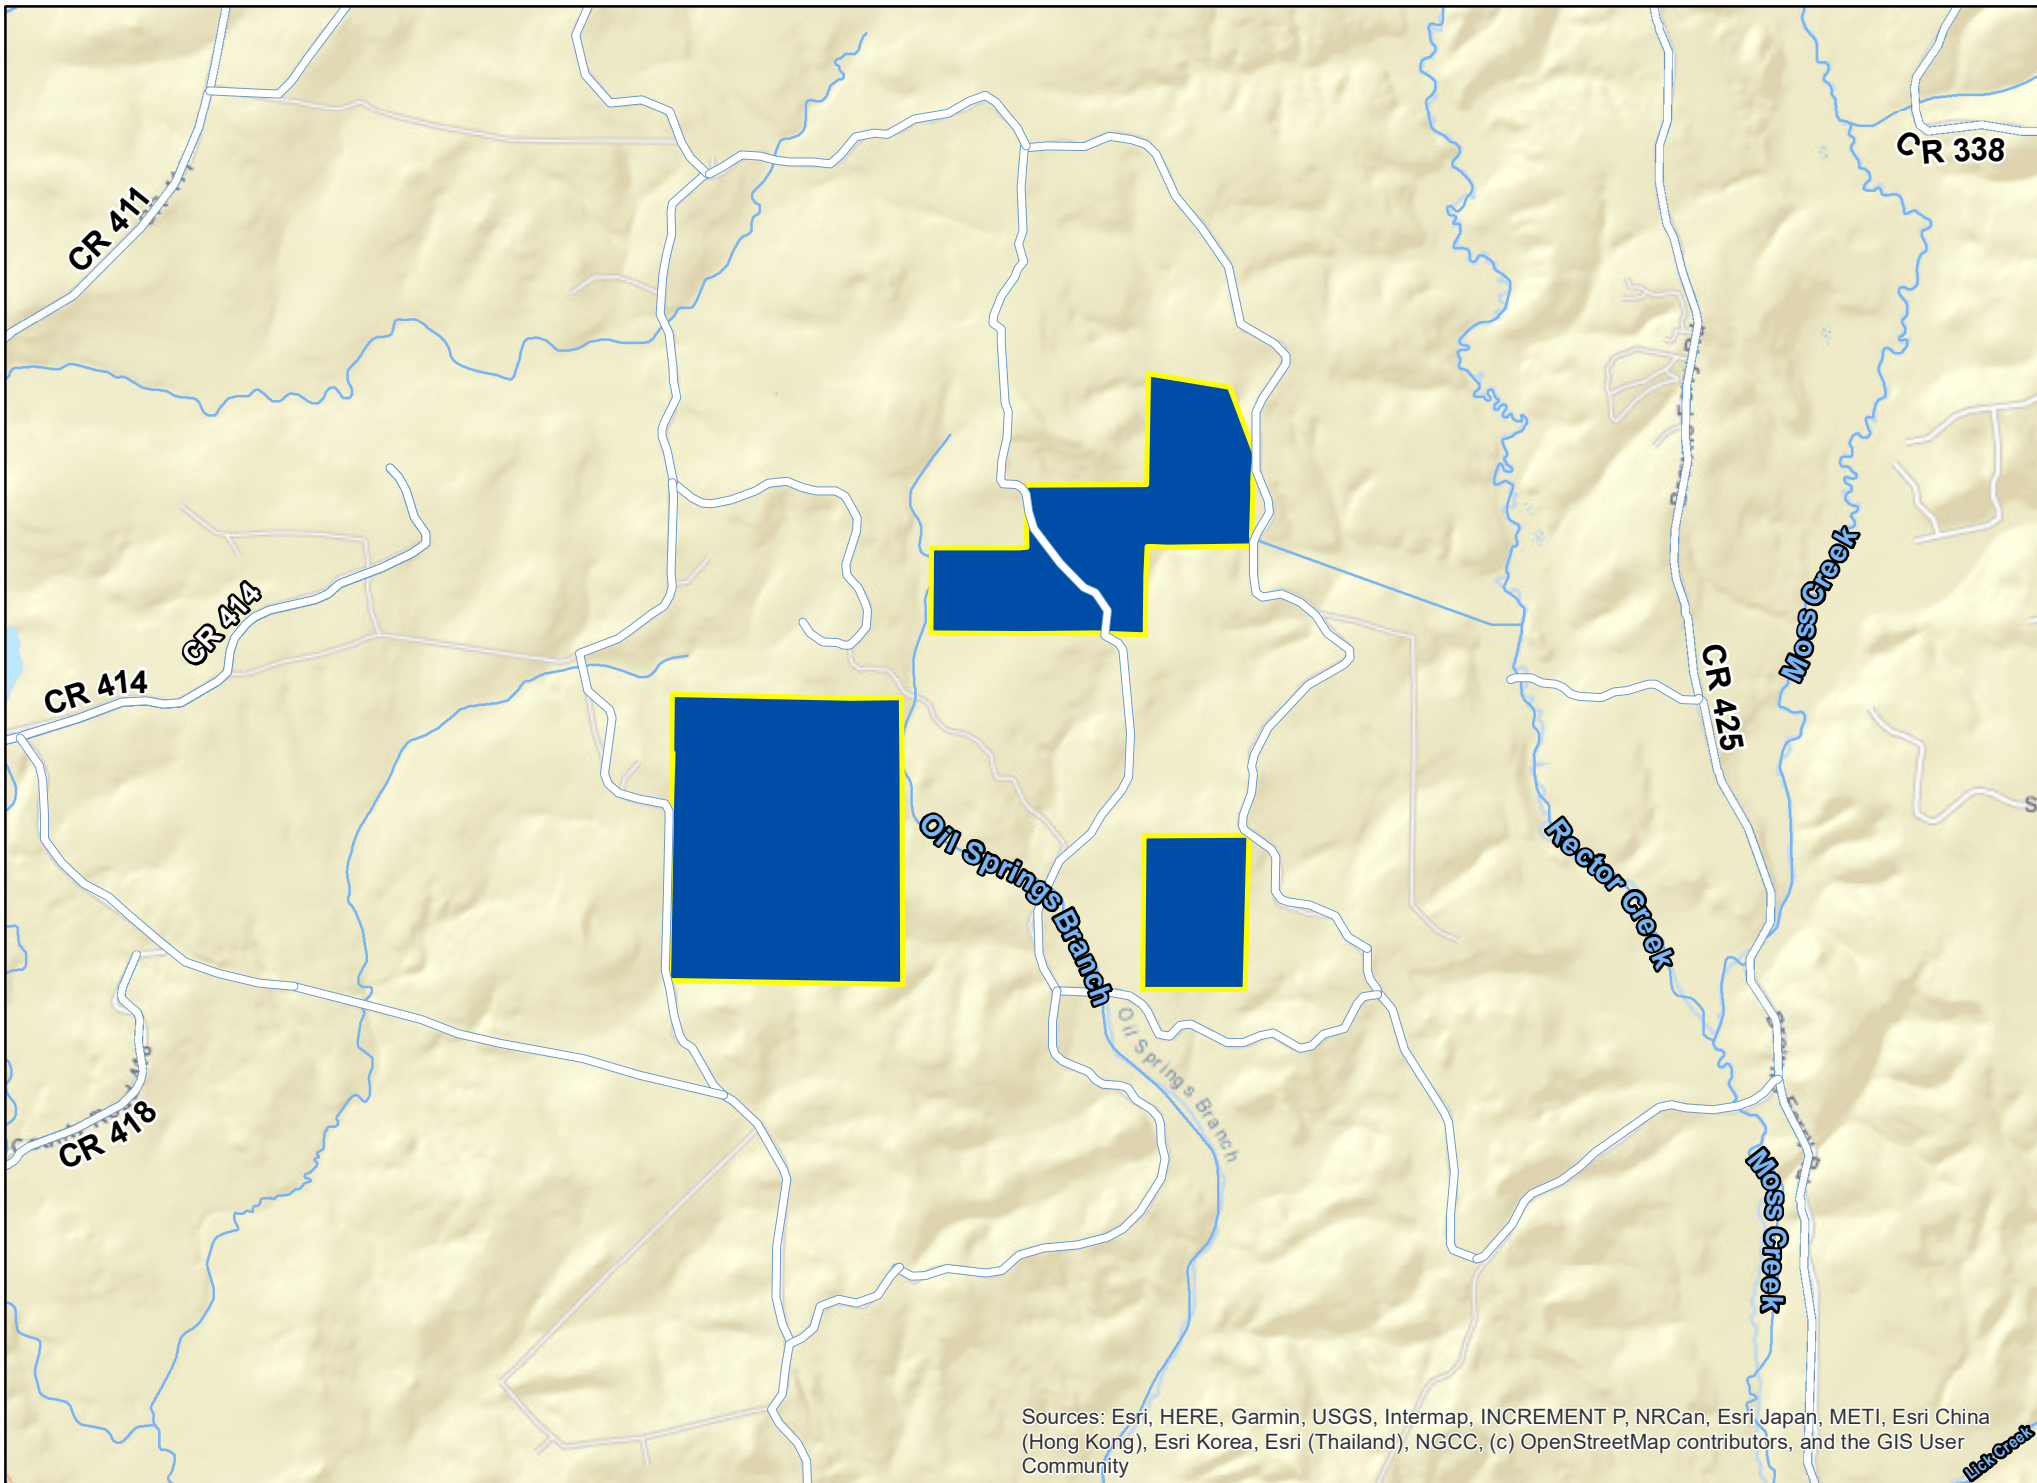 CR 338
CR 411
CR 414
CR 414
Moss Creek
CR 425
Oil Springs Branch
Rector Creek
Oil Springs Branch
CR 418
Moss Creek
Sources: Esri, HERE, Garmin, USGS, Intermap, INCREMENT P, NRCan, Esri Japan, METI, Esri China
(Hong Kong), Esri Korea, Esri (Thailand), NGCC, (c) OpenStreetMap contributors, and the GIS User
Community
Lick Creek